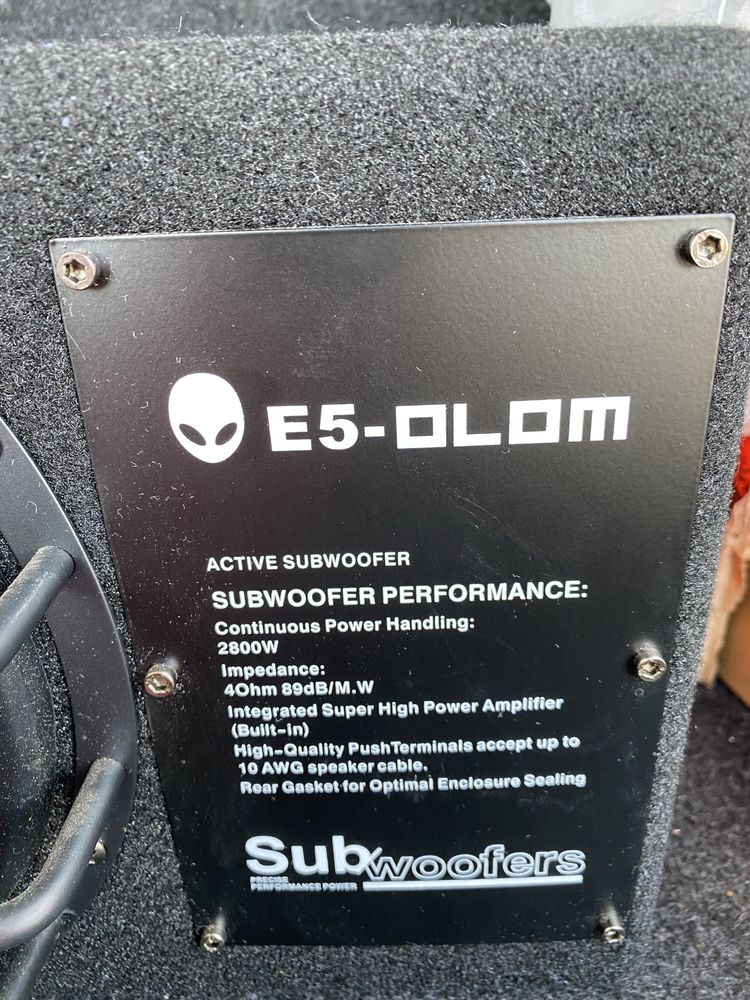 E5-OLOM
ACTIVE SUBWOOFER
SUBWOOFER PERFORMANCE:
Continuous Power Handling:
2800W
Impedance:
4Ohm 89dB/M.W
Integrated Super High Power Amplifier
(Built-in)
High-Quality PushTerminals accept up to
10 AWG speaker cable.
Rear Gasket for Optimal Enclosure Sealing
Subwoofers
PRECISE
PERFORMANCE POWER